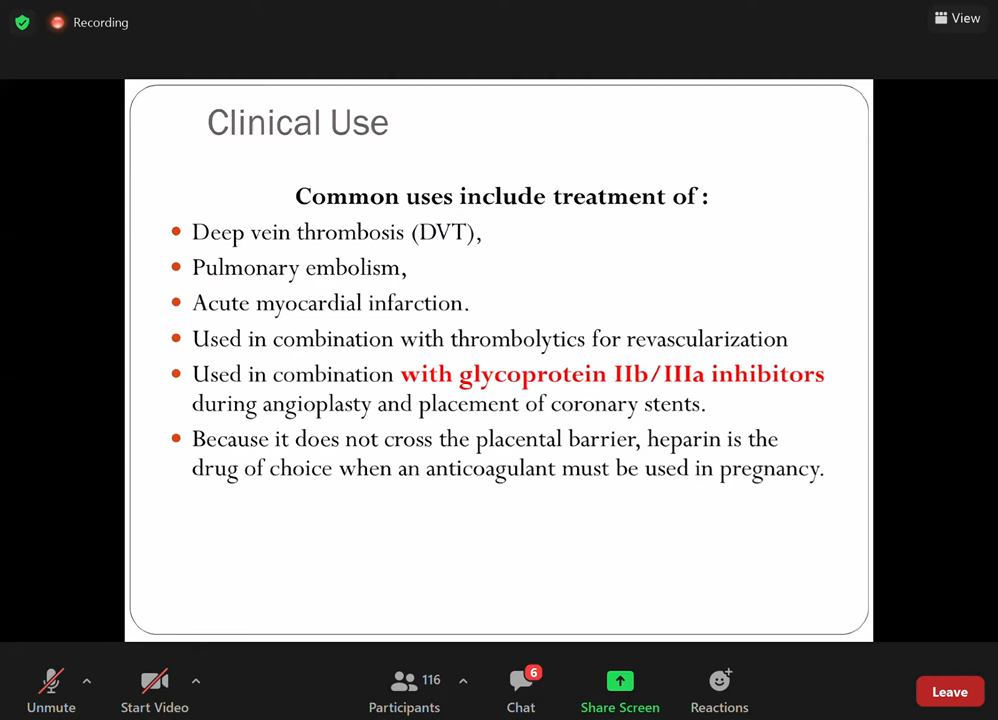 Recording
View
Clinical Use
Common uses include treatment of :
Deep vein thrombosis (DVT),
Pulmonary embolism,
Acute myocardial infarction.
Used in combination with thrombolytics for revascularization
Used in combination with glycoprotein IIb/IIIa inhibitors
during angioplasty and placement of coronary stents.
Because it does not cross the placental barrier, heparin is the
drug of choice when an anticoagulant must be used in pregnancy.
116
6
Unmute
Start Video
Participants
Chat
Share Screen
Reactions
Leave